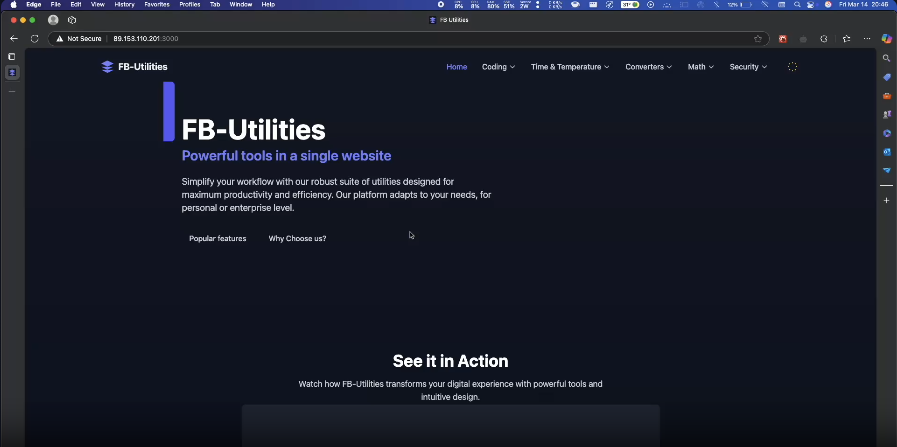 Edge File Edit View History Favorites Profiles Tab Window Help
12% Fri Mar 14 20:46
FB Utilities
Not Secure 89.153.110.201:3000
FB-Utilities
Home Coding Time & Temperature Converters Math Security
FB-Utilities
Powerful tools in a single website
Simplify your workflow with our robust suite of utilities designed for
maximum productivity and efficiency. Our platform adapts to your needs, for
personal or enterprise level.
Popular features Why Choose us?
See it in Action
Watch how FB-Utilities transforms your digital experience with powerful tools and
intuitive design.